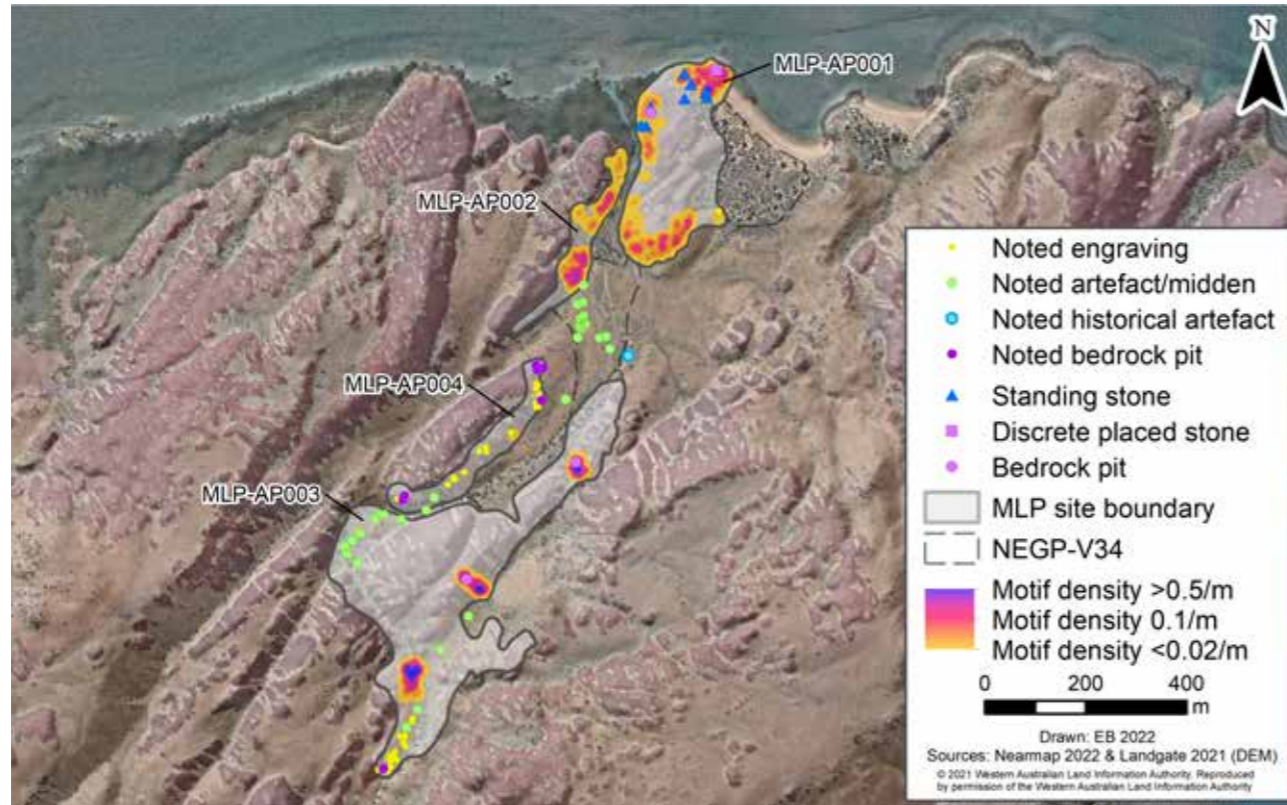 N
MLP-AP001
MLP-AP002
MLP-AP004
MLP-AP003
Noted engraving
Noted artefact/midden
Noted historical artefact
Noted bedrock pit
Standing stone
Discrete placed stone
Bedrock pit
MLP site boundary
NEGP-V34
Motif density >0.5/m
Motif density 0.1/m
Motif density <0.02/m
0 200 400
m
Drawn: EB 2022
Sources: Nearmap 2022 & Landgate 2021 (DEM)
© 2021 Western Australian Land Information Authority. Reproduced
by permission of the Western Australian Land Information Authority